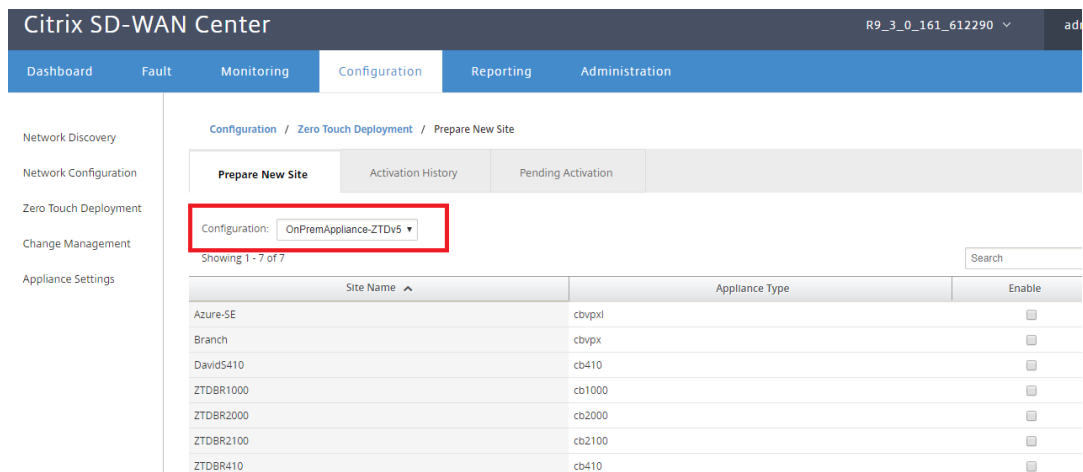 Citrix SD-WAN Center R9_3_0_161_612290
Dashboard Fault Monitoring Configuration Reporting Administration
Configuration / Zero Touch Deployment / Prepare New Site
Network Discovery
Prepare New Site Activation History Pending Activation
Network Configuration
Zero Touch Deployment
Configuration: OnPremAppliance-ZTDv5
Change Management
Showing 1 - 7 of 7 Search
Appliance Settings
Site Name Appliance Type Enable
Azure-SE cbvpxl
Branch cbvpx
DavidS410 cb410
ZTDBR1000 cb1000
ZTDBR2000 cb2000
ZTDBR2100 cb2100
ZTDBR410 cb410